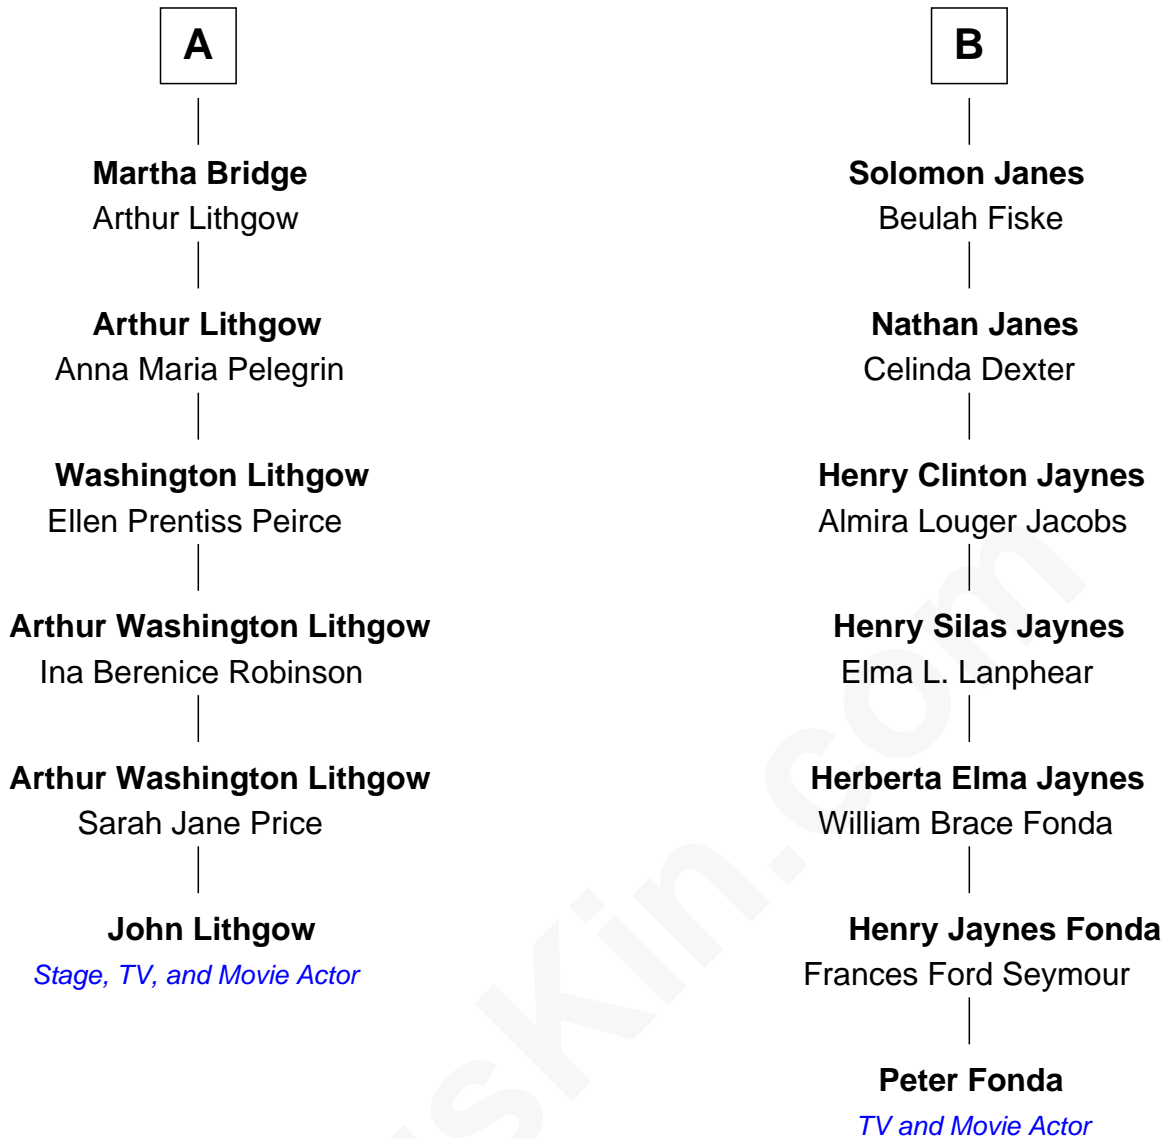 A
Martha Bridge
Arthur Lithgow
Arthur Lithgow
Anna Maria Pelegrin
Washington Lithgow
Ellen Prentiss Peirce
Arthur Washington Lithgow
Ina Berenice Robinson
Arthur Washington Lithgow
Sarah Jane Price
John Lithgow
Stage, TV, and Movie Actor
B
Solomon Janes
Beulah Fiske
Nathan Janes
Celinda Dexter
Henry Clinton Jaynes
Almira Louger Jacobs
Henry Silas Jaynes
Elma L. Lanphear
Herberta Elma Jaynes
William Brace Fonda
Henry Jaynes Fonda
Frances Ford Seymour
Peter Fonda
TV and Movie Actor